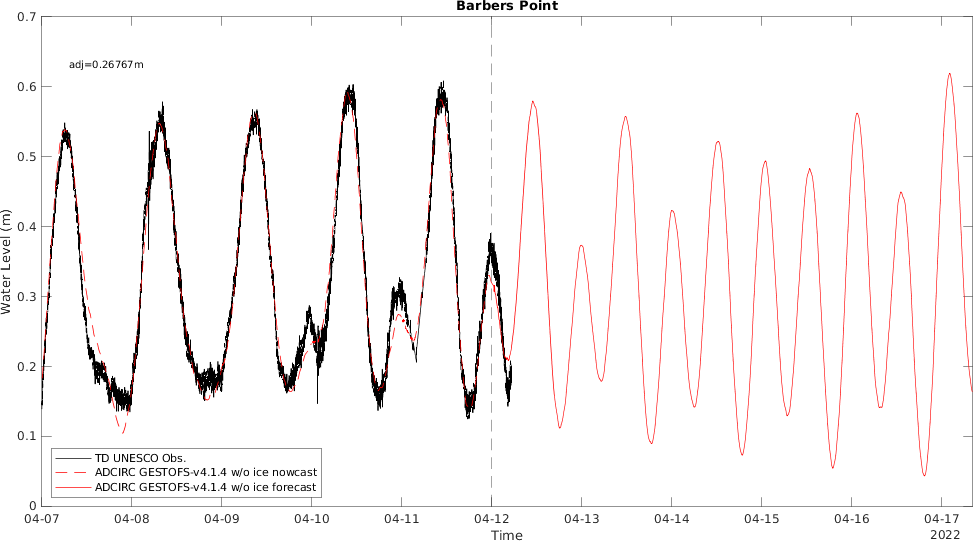 Barbers Point
0.7
0.6
0.5
0.4
0.3
0.2
0.1
0
Water Level (m)
adj=0.26767m
TD UNESCO Obs.
ADCIRC GESTOFS-v4.1.4 w/o ice nowcast
ADCIRC GESTOFS-v4.1.4 w/o ice forecast
04-07 04-08 04-09 04-10 04-11 04-12 04-13 04-14 04-15 04-16 04-17
Time
2022